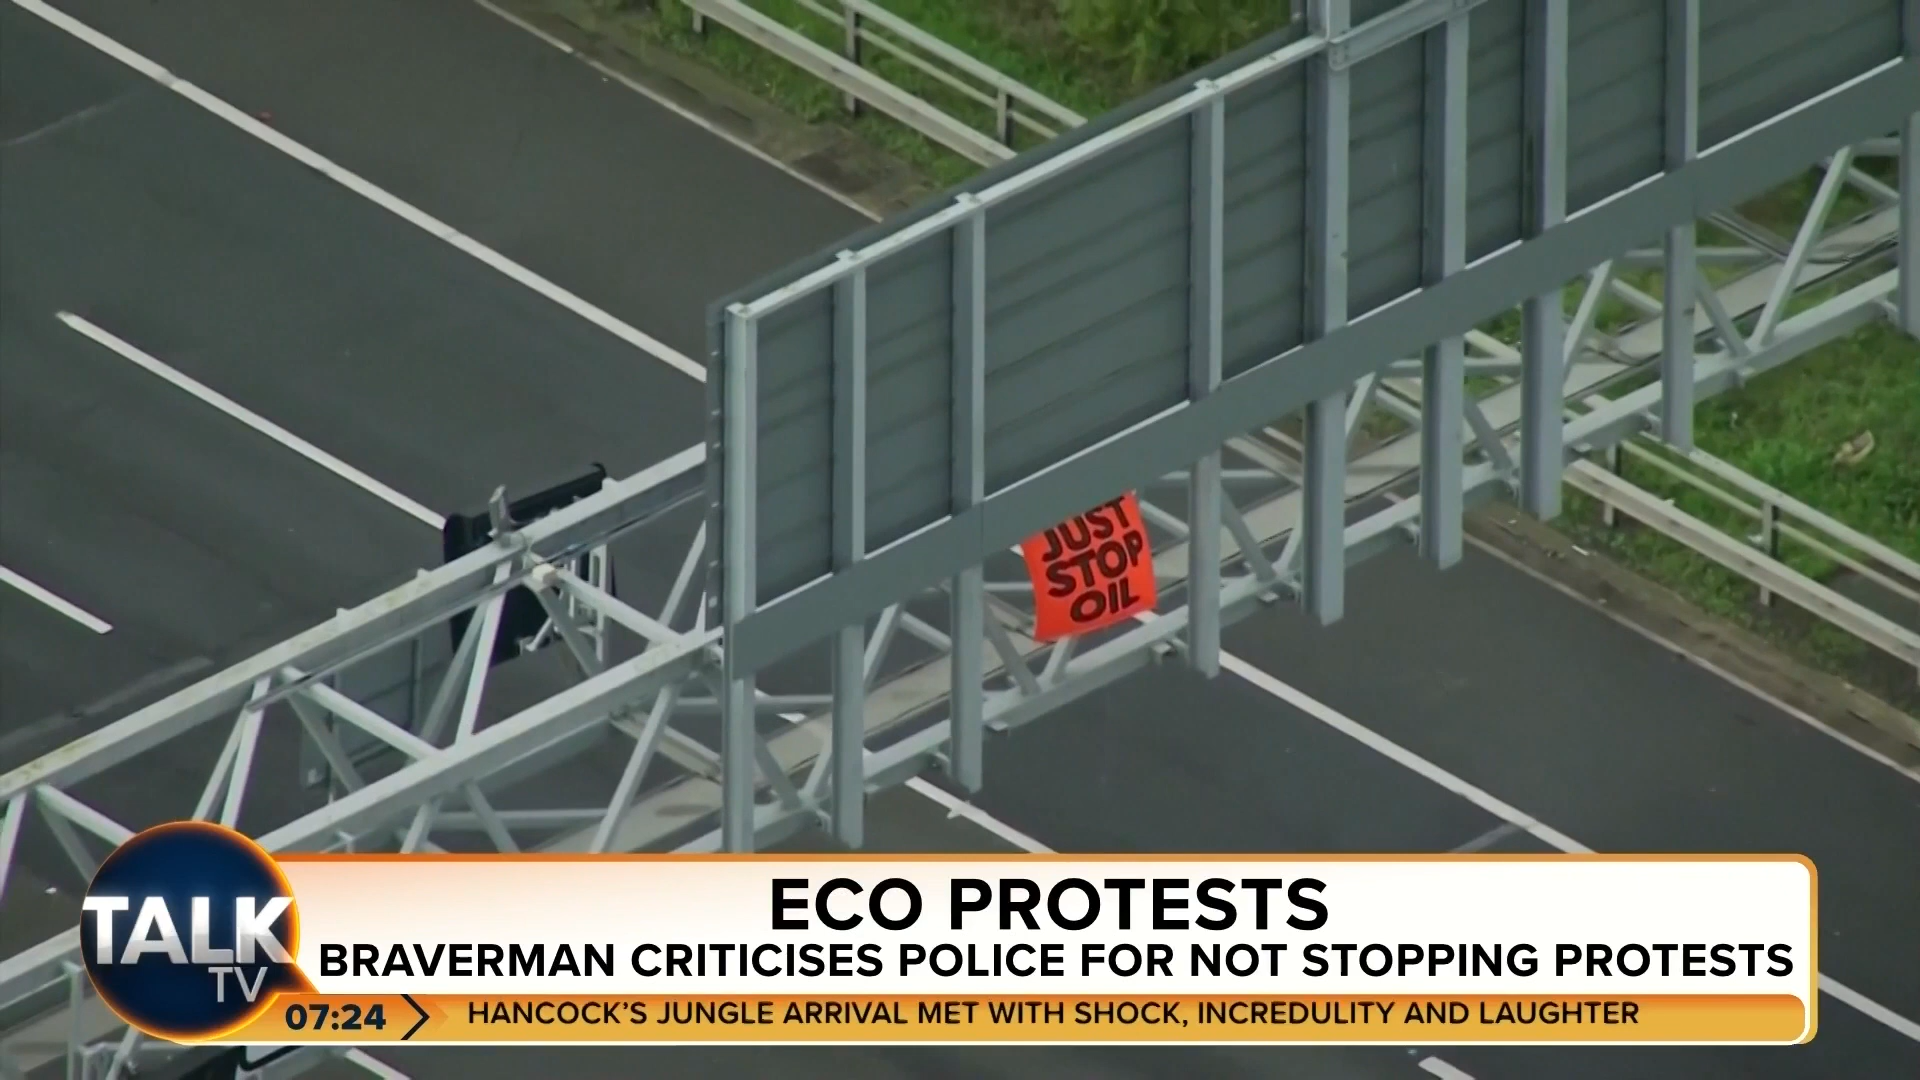 JUST
STOP
OIL
ECO PROTESTS
BRAVERMAN CRITICISES POLICE FOR NOT STOPPING PROTESTS
TALK
TV
07:24
HANCOCK'S JUNGLE ARRIVAL MET WITH SHOCK, INCREDULITY AND LAUGHTER